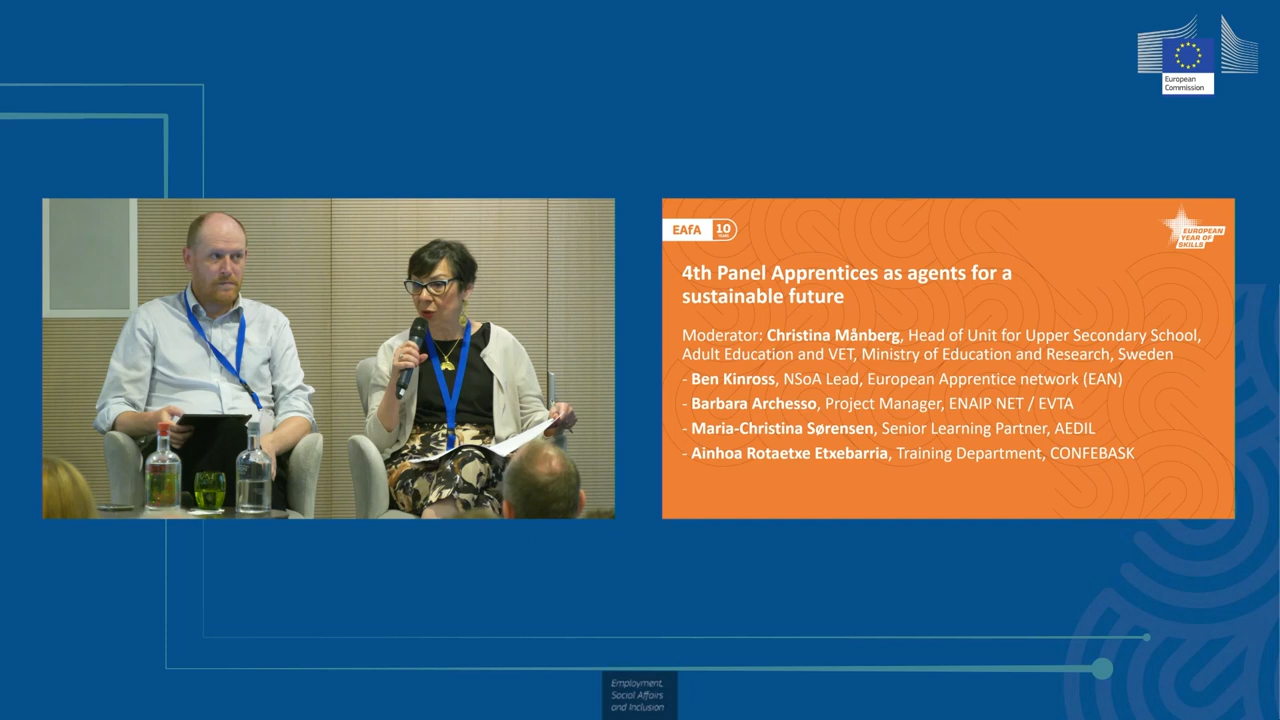 European
Commission
EAfA 10
YEARS
EUROPEAN
YEAR OF
SKILLS
4th Panel Apprentices as agents for a
sustainable future
Moderator: Christina Månberg, Head of Unit for Upper Secondary School,
Adult Education and VET, Ministry of Education and Research, Sweden
- Ben Kinross, NSoA Lead, European Apprentice network (EAN)
- Barbara Archesso, Project Manager, ENAIP NET / EVTA
- Maria-Christina Sørensen, Senior Learning Partner, AEDIL
- Ainhoa Rotaetxe Etxebarria, Training Department, CONFEBASK
Employment,
Social Affairs
and Inclusion